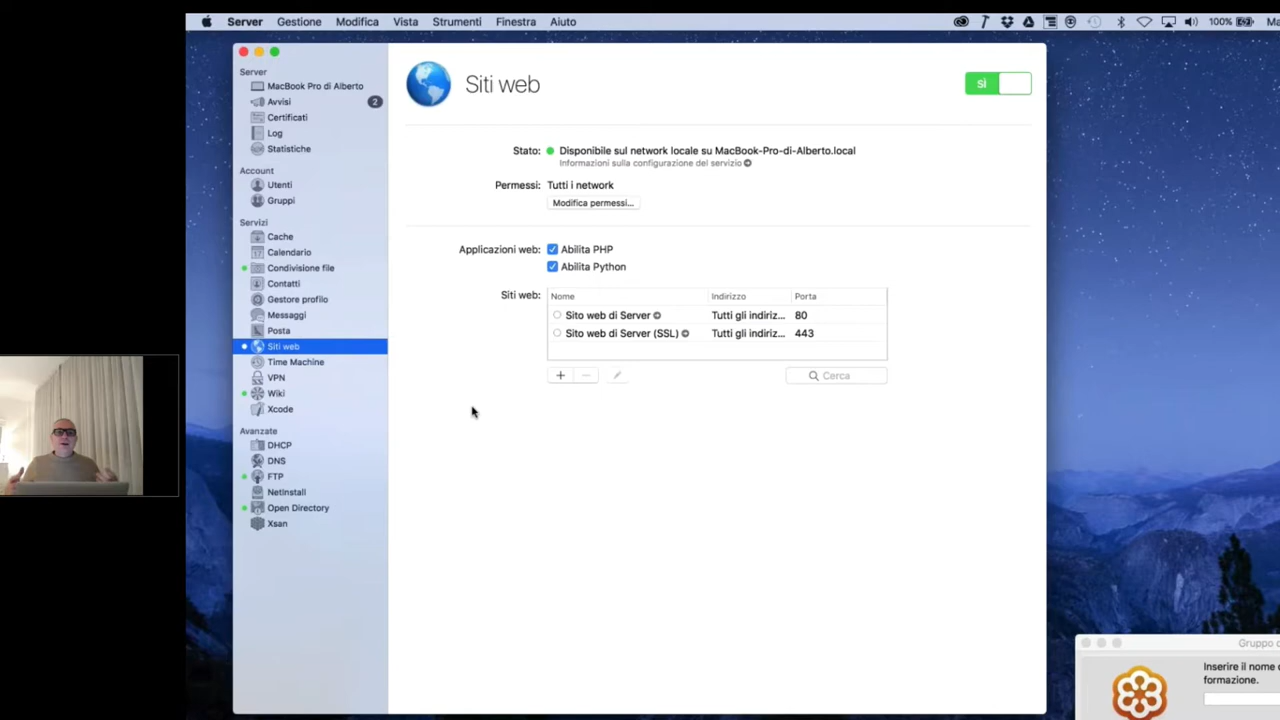 Server Gestione Modifica Vista Strumenti Finestra Aiuto 100%
Server
MacBook Pro di Alberto
Avvisi 2
Certificati
Log
Statistiche
Account
Utenti
Gruppi
Servizi
Cache
Calendario
Condivisione file
Contatti
Gestore profilo
Messaggi
Posta
Siti web
Time Machine
VPN
Wiki
Xcode
Avanzate
DHCP
DNS
FTP
NetInstall
Open Directory
Xsan
Siti web
SÌ
Stato: Disponibile sul network locale su MacBook-Pro-di-Alberto.local
Informazioni sulla configurazione del servizio
Permessi: Tutti i network
Modifica permessi...
Applicazioni web: Abilita PHP
Abilita Python
Siti web: Nome Indirizzo Porta
Sito web di Server Tutti gli indiriz... 80
Sito web di Server (SSL) Tutti gli indiriz... 443
+ − Cerca
Gruppo
Inserire il nome
formazione.